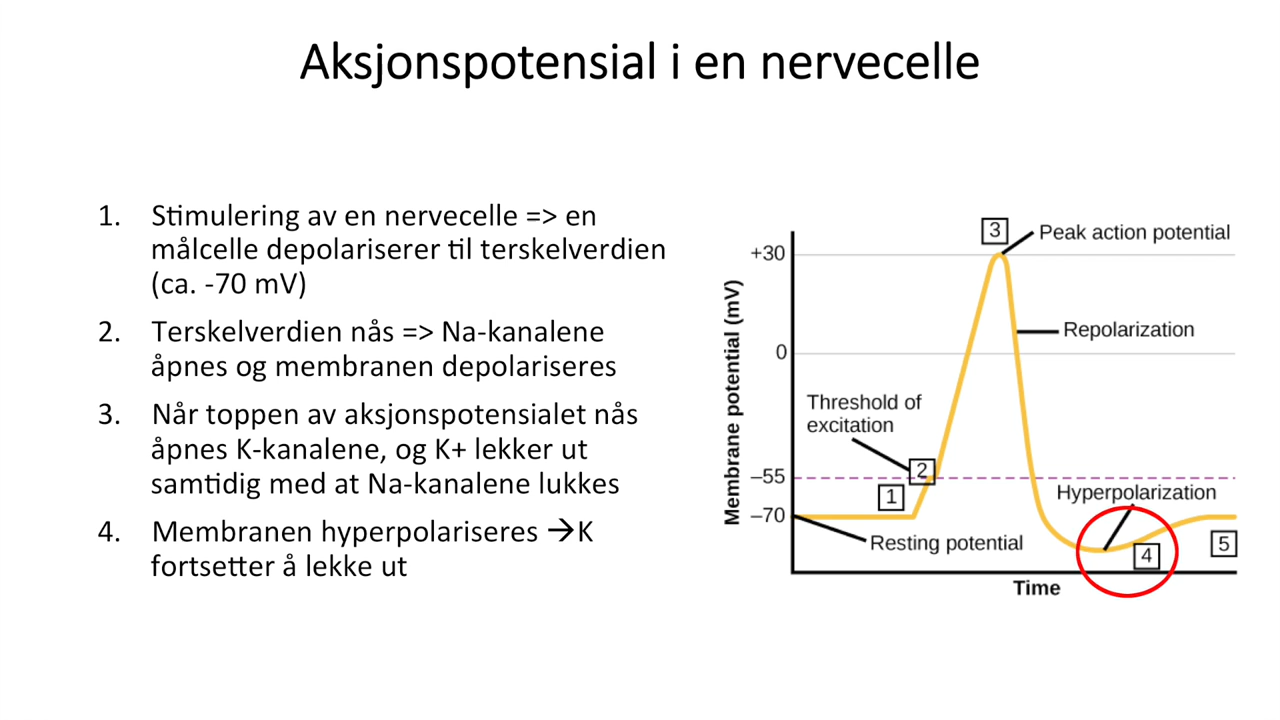 Aksjonspotensial i en nervecelle
1. Stimulering av en nervecelle => en
målcelle depolariserer til terskelverdien
(ca. -70 mV)
2. Terskelverdien nås => Na-kanalene
åpnes og membranen depolariseres
3. Når toppen av aksjonspotensialet nås
åpnes K-kanalene, og K+ lekker ut
samtidig med at Na-kanalene lukkes
4. Membranen hyperpolariseres →K
fortsetter å lekke ut
Membrane potential (mV)
+30
0
–55
–70
3
Peak action potential
Repolarization
Threshold of
excitation
2
1
Hyperpolarization
Resting potential
4
5
Time